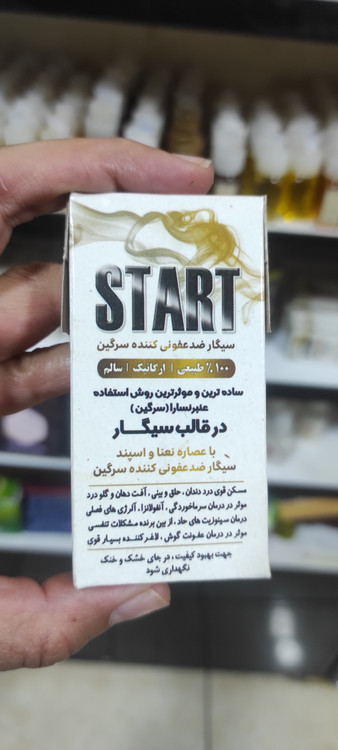 START
سیگار ضدعفونی کننده سرگین
۱۰۰٪ طبیعی | ارگانیک | سالم
ساده ترین و موثرترین روش استفاده
عنبرنسارا (سرگین)
در قالب سیگـــار
با عصاره نعنا و اسپند
سیگار ضدعفونی کننده سرگین
مسکن قوی درد دندان، حلق و بینی، آفت دهان و گلو درد
موثر در درمان سرماخوردگی، آنفولانزا، آلرژی های فصلی
درمان سینوزیت های حاد، از بین برنده مشکلات تنفسی
موثر در درمان عفونت گوش، لاغر کننده بسیار قوی
جهت بهبود کیفیت، در جای خشک و خنک
نگهداری شود